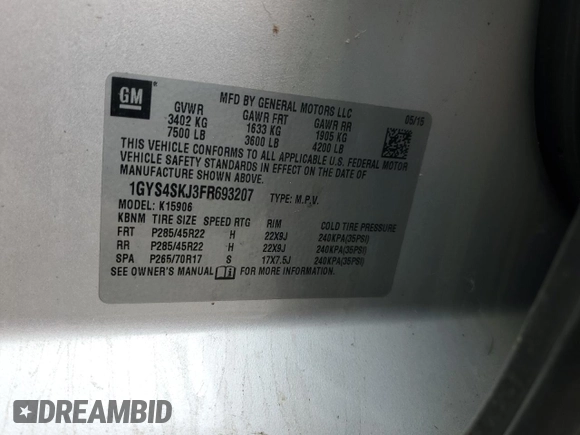 GM
MFD BY GENERAL MOTORS LLC
05/15
GVWR GAWR FRT GAWR RR
3402 KG 1633 KG 1905 KG
7500 LB 3600 LB 4200 LB
THIS VEHICLE CONFORMS TO ALL APPLICABLE U.S. FEDERAL MOTOR
VEHICLE SAFETY STANDARDS IN EFFECT ON THE DATE OF
MANUFACTURE SHOWN ABOVE.
1GYS4SKJ3FR693207 TYPE: M.P.V.
MODEL: K15906
KBNM TIRE SIZE SPEED RTG RIM COLD TIRE PRESSURE
FRT P285/45R22 H 22X9J 240KPA(35PSI)
RR P285/45R22 H 22X9J 240KPA(35PSI)
SPA P265/70R17 S 17X7.5J 240KPA(35PSI)
SEE OWNER'S MANUAL FOR MORE INFORMATION.
DREAMBID